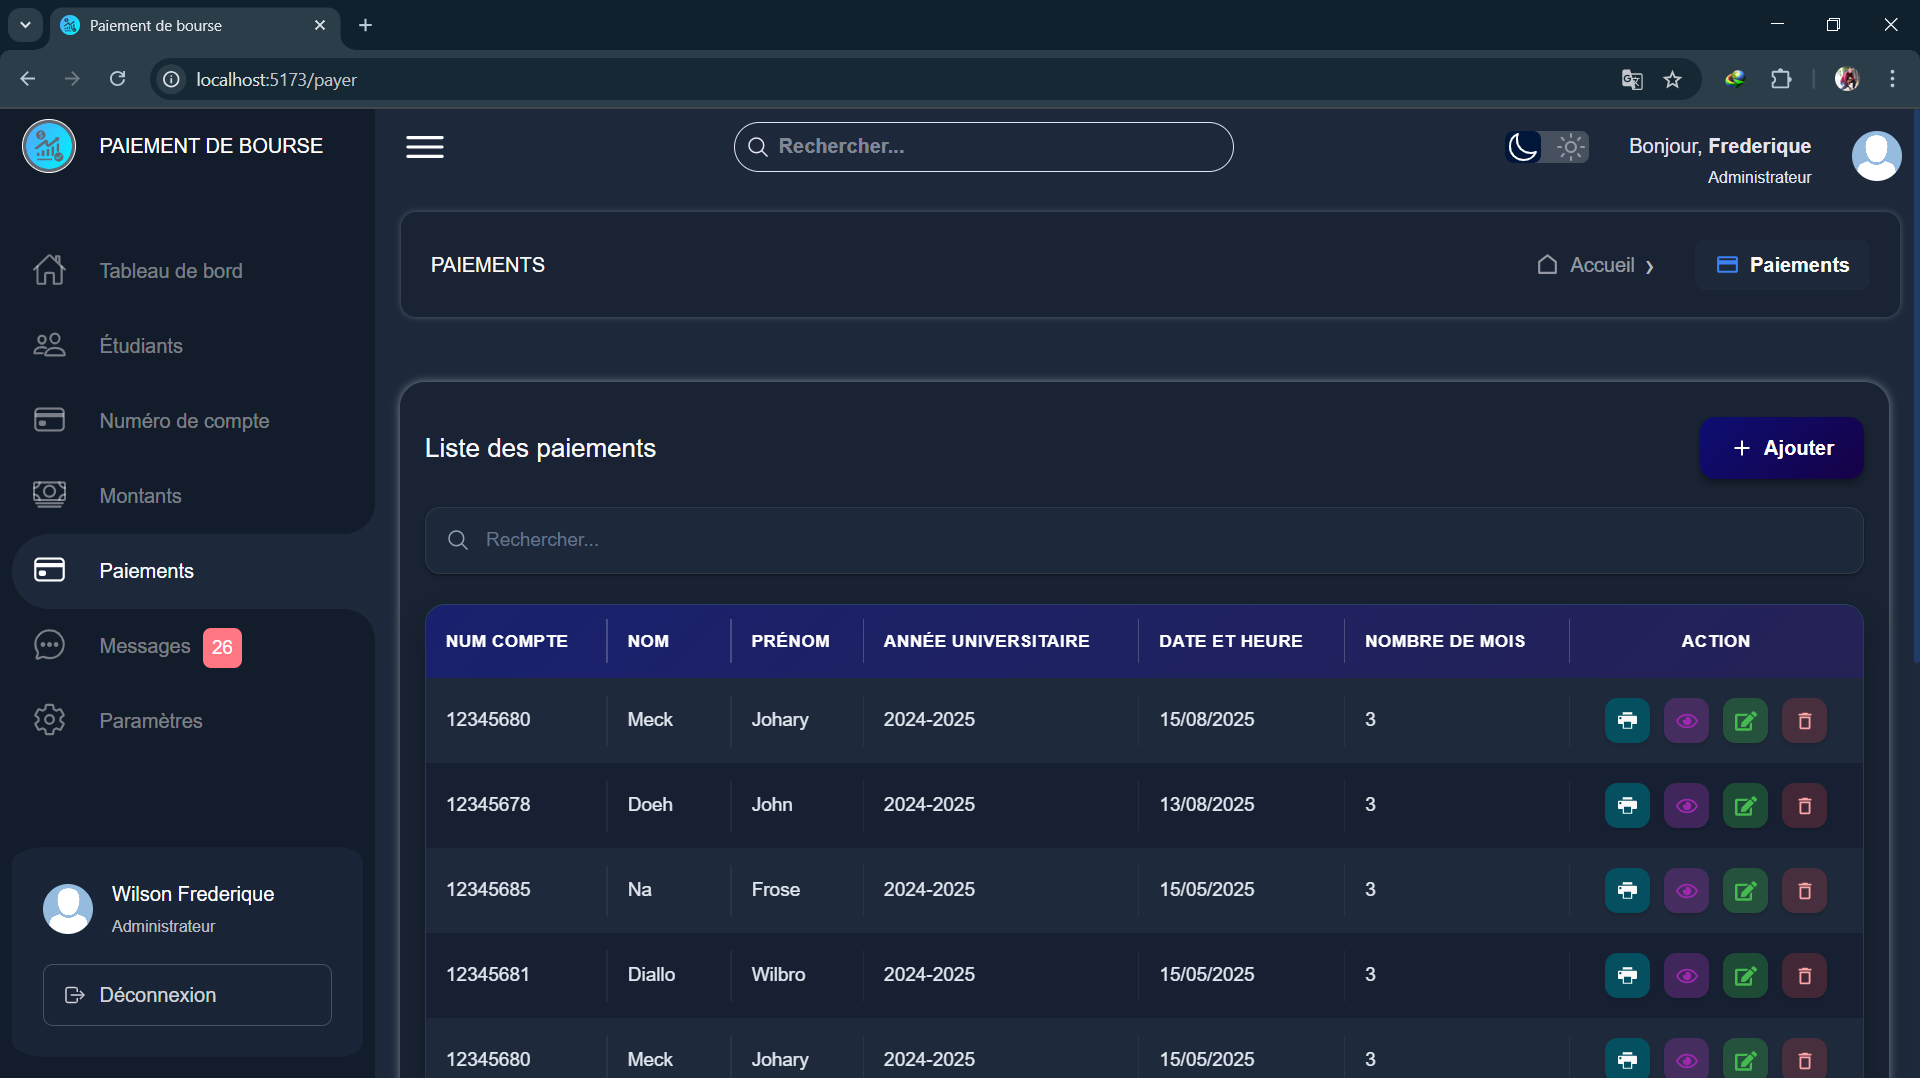 Paiement de bourse
localhost:5173/payer
PAIEMENT DE BOURSE
Rechercher...
Bonjour, Frederique
Administrateur
Tableau de bord
Étudiants
Numéro de compte
Montants
Paiements
Messages 26
Paramètres
Wilson Frederique
Administrateur
Déconnexion
PAIEMENTS
Accueil ❯ Paiements
Liste des paiements
+ Ajouter
Rechercher...
NUM COMPTE NOM PRÉNOM ANNÉE UNIVERSITAIRE DATE ET HEURE NOMBRE DE MOIS ACTION
12345680 Meck Johary 2024-2025 15/08/2025 3
12345678 Doeh John 2024-2025 13/08/2025 3
12345685 Na Frose 2024-2025 15/05/2025 3
12345681 Diallo Wilbro 2024-2025 15/05/2025 3
12345680 Meck Johary 2024-2025 15/05/2025 3